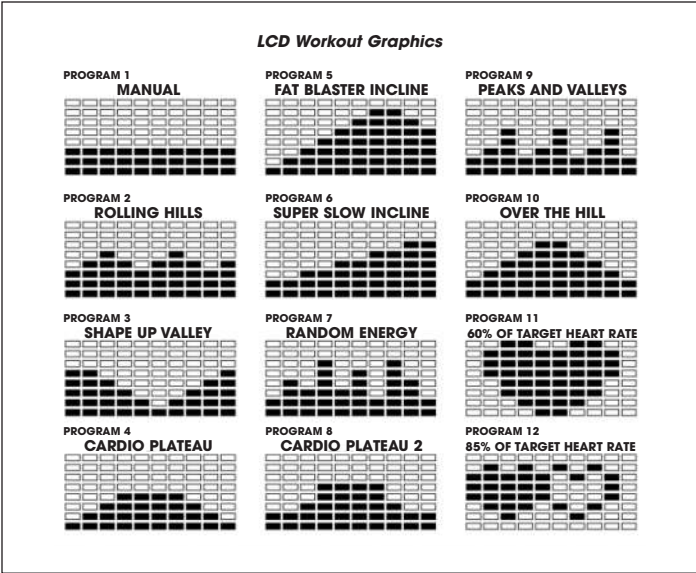 LCD Workout Graphics
PROGRAM 1
MANUAL
PROGRAM 2
ROLLING HILLS
PROGRAM 3
SHAPE UP VALLEY
PROGRAM 4
CARDIO PLATEAU
PROGRAM 5
FAT BLASTER INCLINE
PROGRAM 6
SUPER SLOW INCLINE
PROGRAM 7
RANDOM ENERGY
PROGRAM 8
CARDIO PLATEAU 2
PROGRAM 9
PEAKS AND VALLEYS
PROGRAM 10
OVER THE HILL
PROGRAM 11
60% OF TARGET HEART RATE
PROGRAM 12
85% OF TARGET HEART RATE